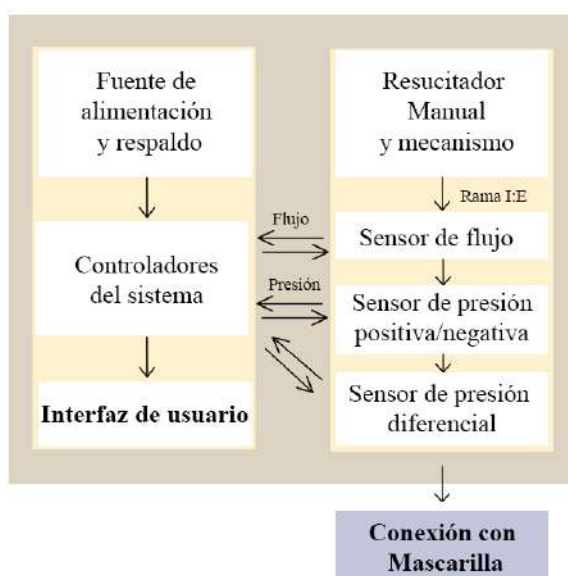 Fuente de
alimentación
y respaldo
Controladores
del sistema
Interfaz de usuario
Flujo
Presión
Resucitador
Manual
y mecanismo
Rama I:E
Sensor de flujo
Sensor de presión
positiva/negativa
Sensor de presión
diferencial
Conexión con
Mascarilla